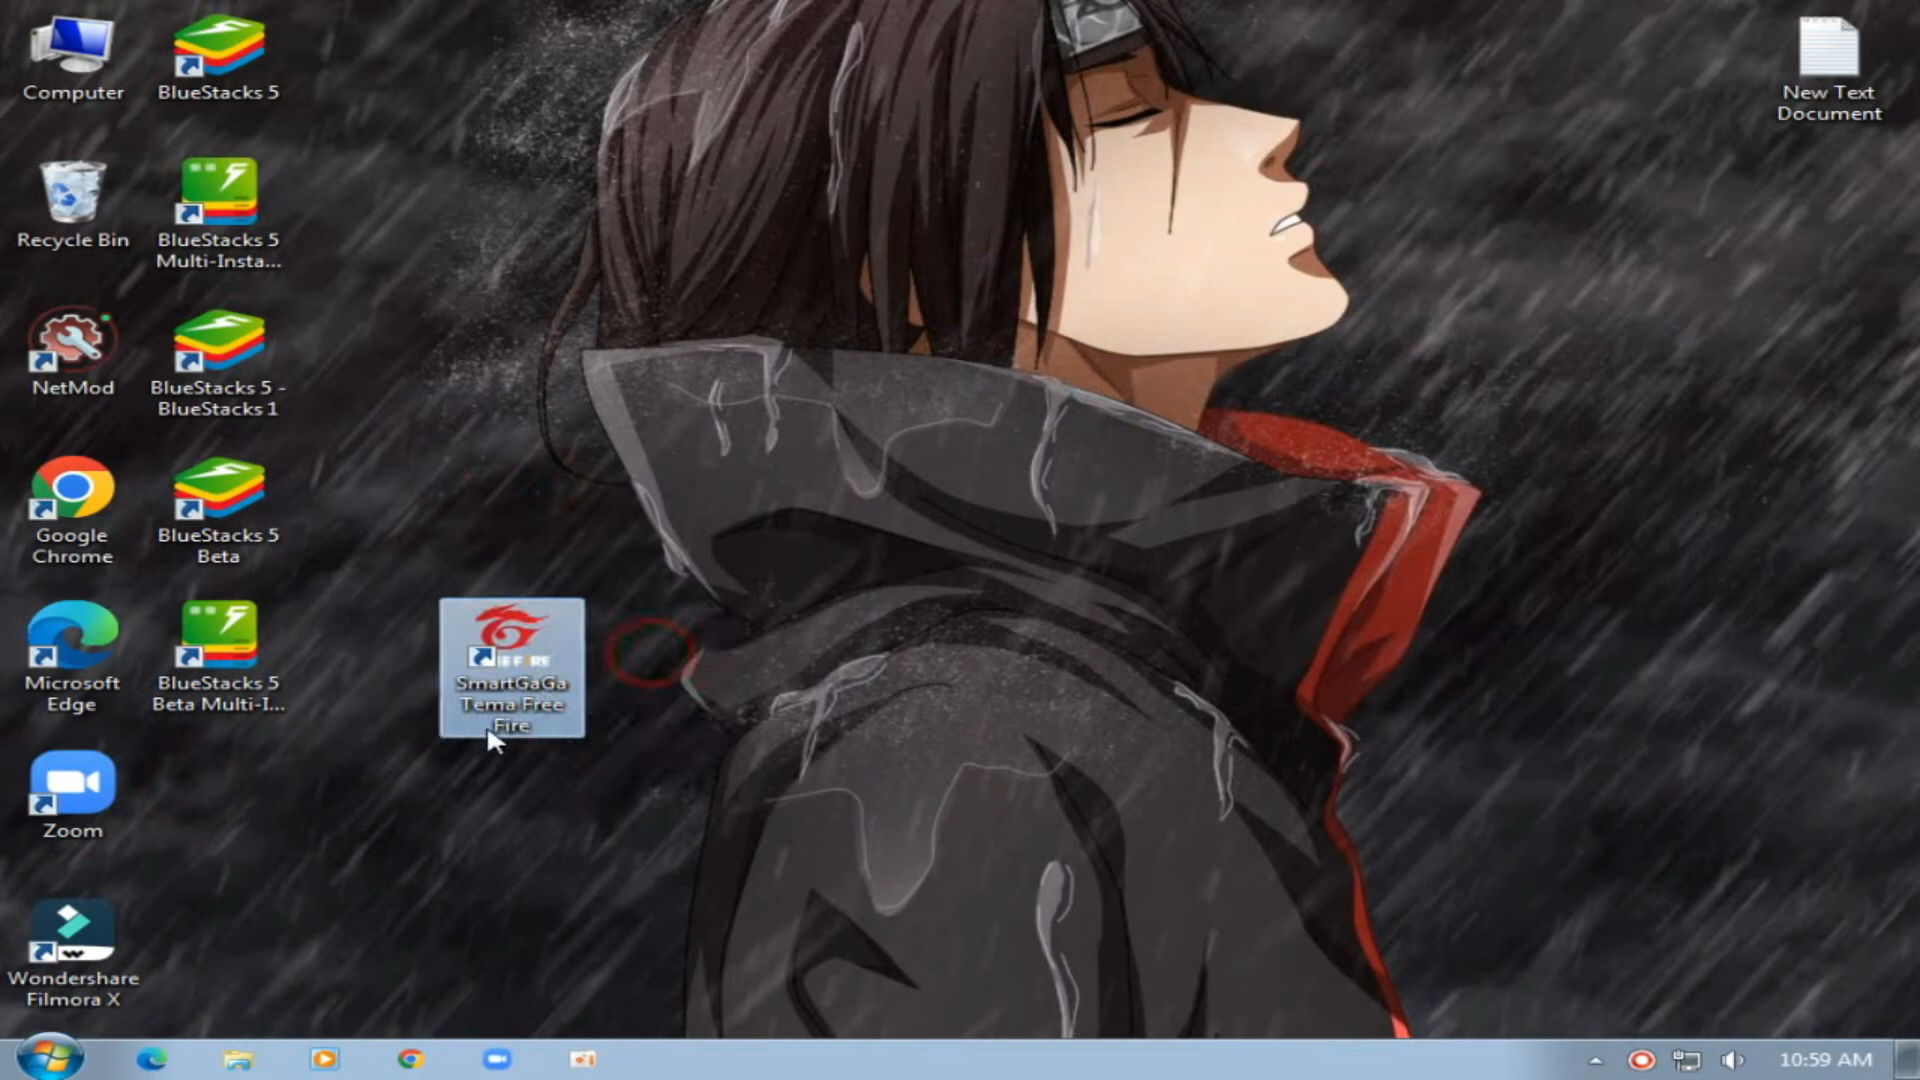 Computer
BlueStacks 5
New Text
Document
Recycle Bin
BlueStacks 5
Multi-Insta...
NetMod
BlueStacks 5 -
BlueStacks 1
Google
Chrome
BlueStacks 5
Beta
Microsoft
Edge
BlueStacks 5
Beta Multi-I...
SmartGaGa
Tema Free
Fire
Zoom
Wondershare
Filmora X
10:59 AM